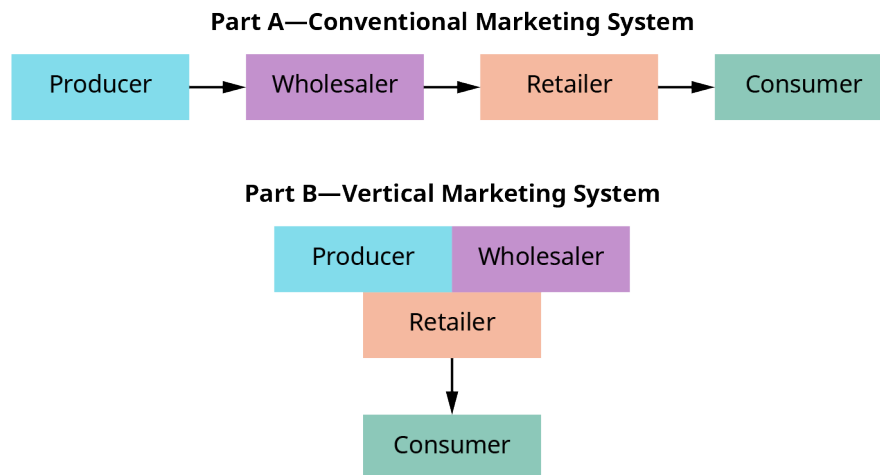 Part A—Conventional Marketing System
Producer
Wholesaler
Retailer
Consumer
Part B—Vertical Marketing System
Producer
Wholesaler
Retailer
Consumer